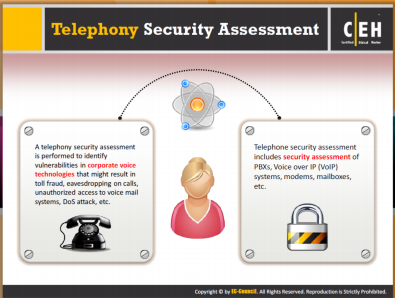 Telephony Security Assessment
CEH
Certified Ethical Hacker
A telephony security assessment
is performed to identify
vulnerabilities in corporate voice
technologies that might result in
toll fraud, eavesdropping on calls,
unauthorized access to voice mail
systems, DoS attack, etc.
Telephone security assessment
includes security assessment of
PBXs, Voice over IP (VoIP)
systems, modems, mailboxes,
etc.
Copyright © by EC-Council. All Rights Reserved. Reproduction is Strictly Prohibited.